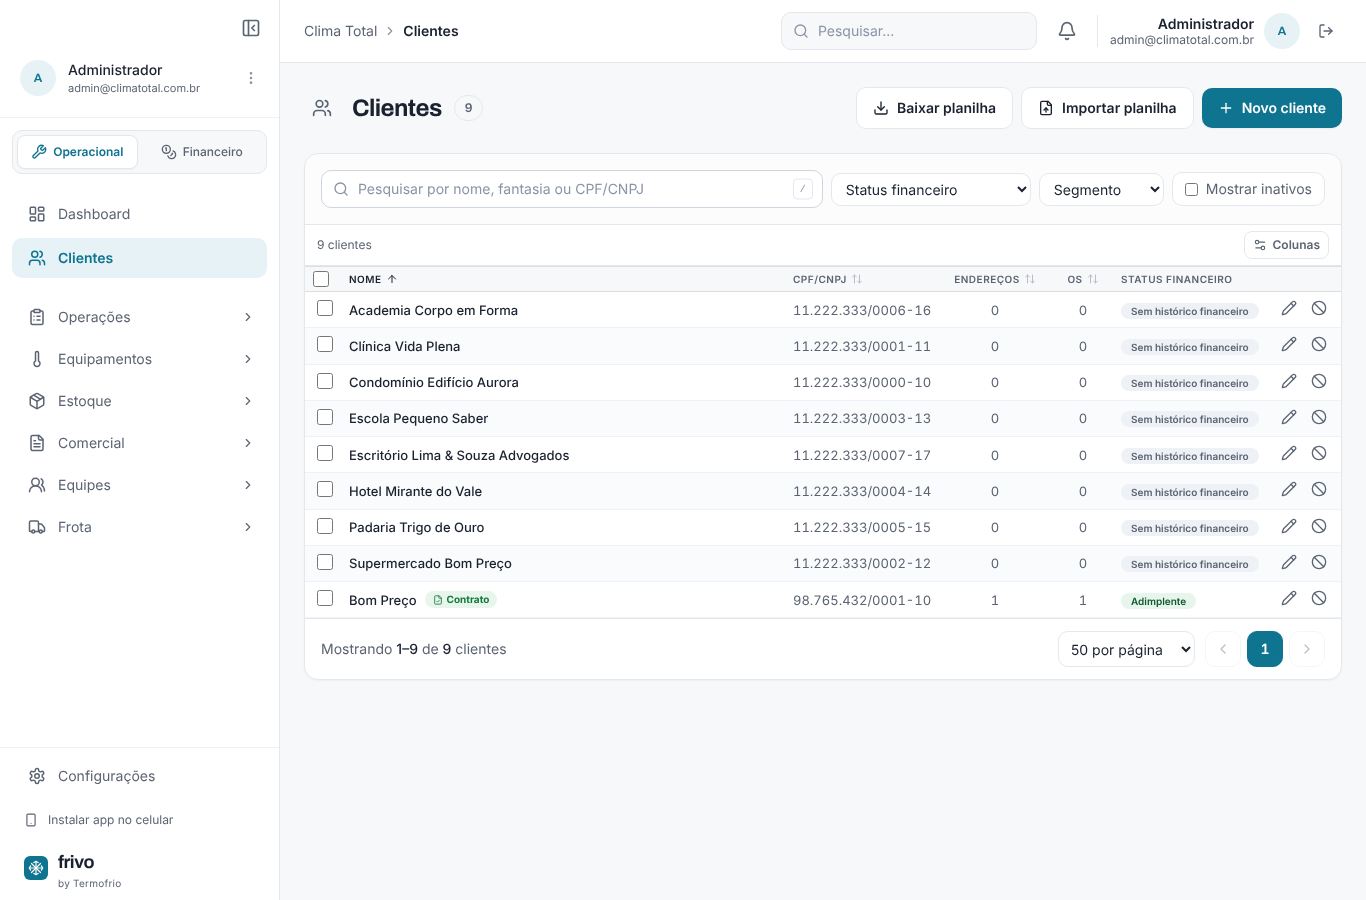 A
Administrador
admin@climatotal.com.br
Operacional
Financeiro
Dashboard
Clientes
Operações
Equipamentos
Estoque
Comercial
Equipes
Frota
Configurações
Instalar app no celular
frivo
by Termofrio
Clima Total > Clientes
Pesquisar...
Administrador
admin@climatotal.com.br
A
Clientes 9
Baixar planilha
Importar planilha
+ Novo cliente
Pesquisar por nome, fantasia ou CPF/CNPJ /
Status financeiro
Segmento
Mostrar inativos
9 clientes
Colunas
NOME ↑ CPF/CNPJ ↑↓ ENDEREÇOS ↑↓ OS ↑↓ STATUS FINANCEIRO
Academia Corpo em Forma 11.222.333/0006-16 0 0 Sem histórico financeiro
Clínica Vida Plena 11.222.333/0001-11 0 0 Sem histórico financeiro
Condomínio Edifício Aurora 11.222.333/0000-10 0 0 Sem histórico financeiro
Escola Pequeno Saber 11.222.333/0003-13 0 0 Sem histórico financeiro
Escritório Lima & Souza Advogados 11.222.333/0007-17 0 0 Sem histórico financeiro
Hotel Mirante do Vale 11.222.333/0004-14 0 0 Sem histórico financeiro
Padaria Trigo de Ouro 11.222.333/0005-15 0 0 Sem histórico financeiro
Supermercado Bom Preço 11.222.333/0002-12 0 0 Sem histórico financeiro
Bom Preço Contrato 98.765.432/0001-10 1 1 Adimplente
Mostrando 1–9 de 9 clientes
50 por página
1